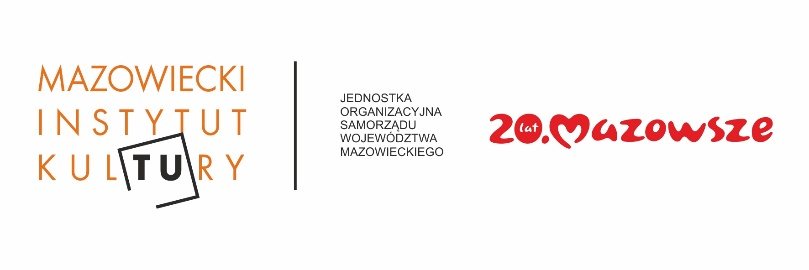 MAZOWIECKI
INSTYTUT
KULTURY
JEDNOSTKA
ORGANIZACYJNA
SAMORZĄDU
WOJEWÓDZTWA
MAZOWIECKIEGO
20 lat. Mazowsze